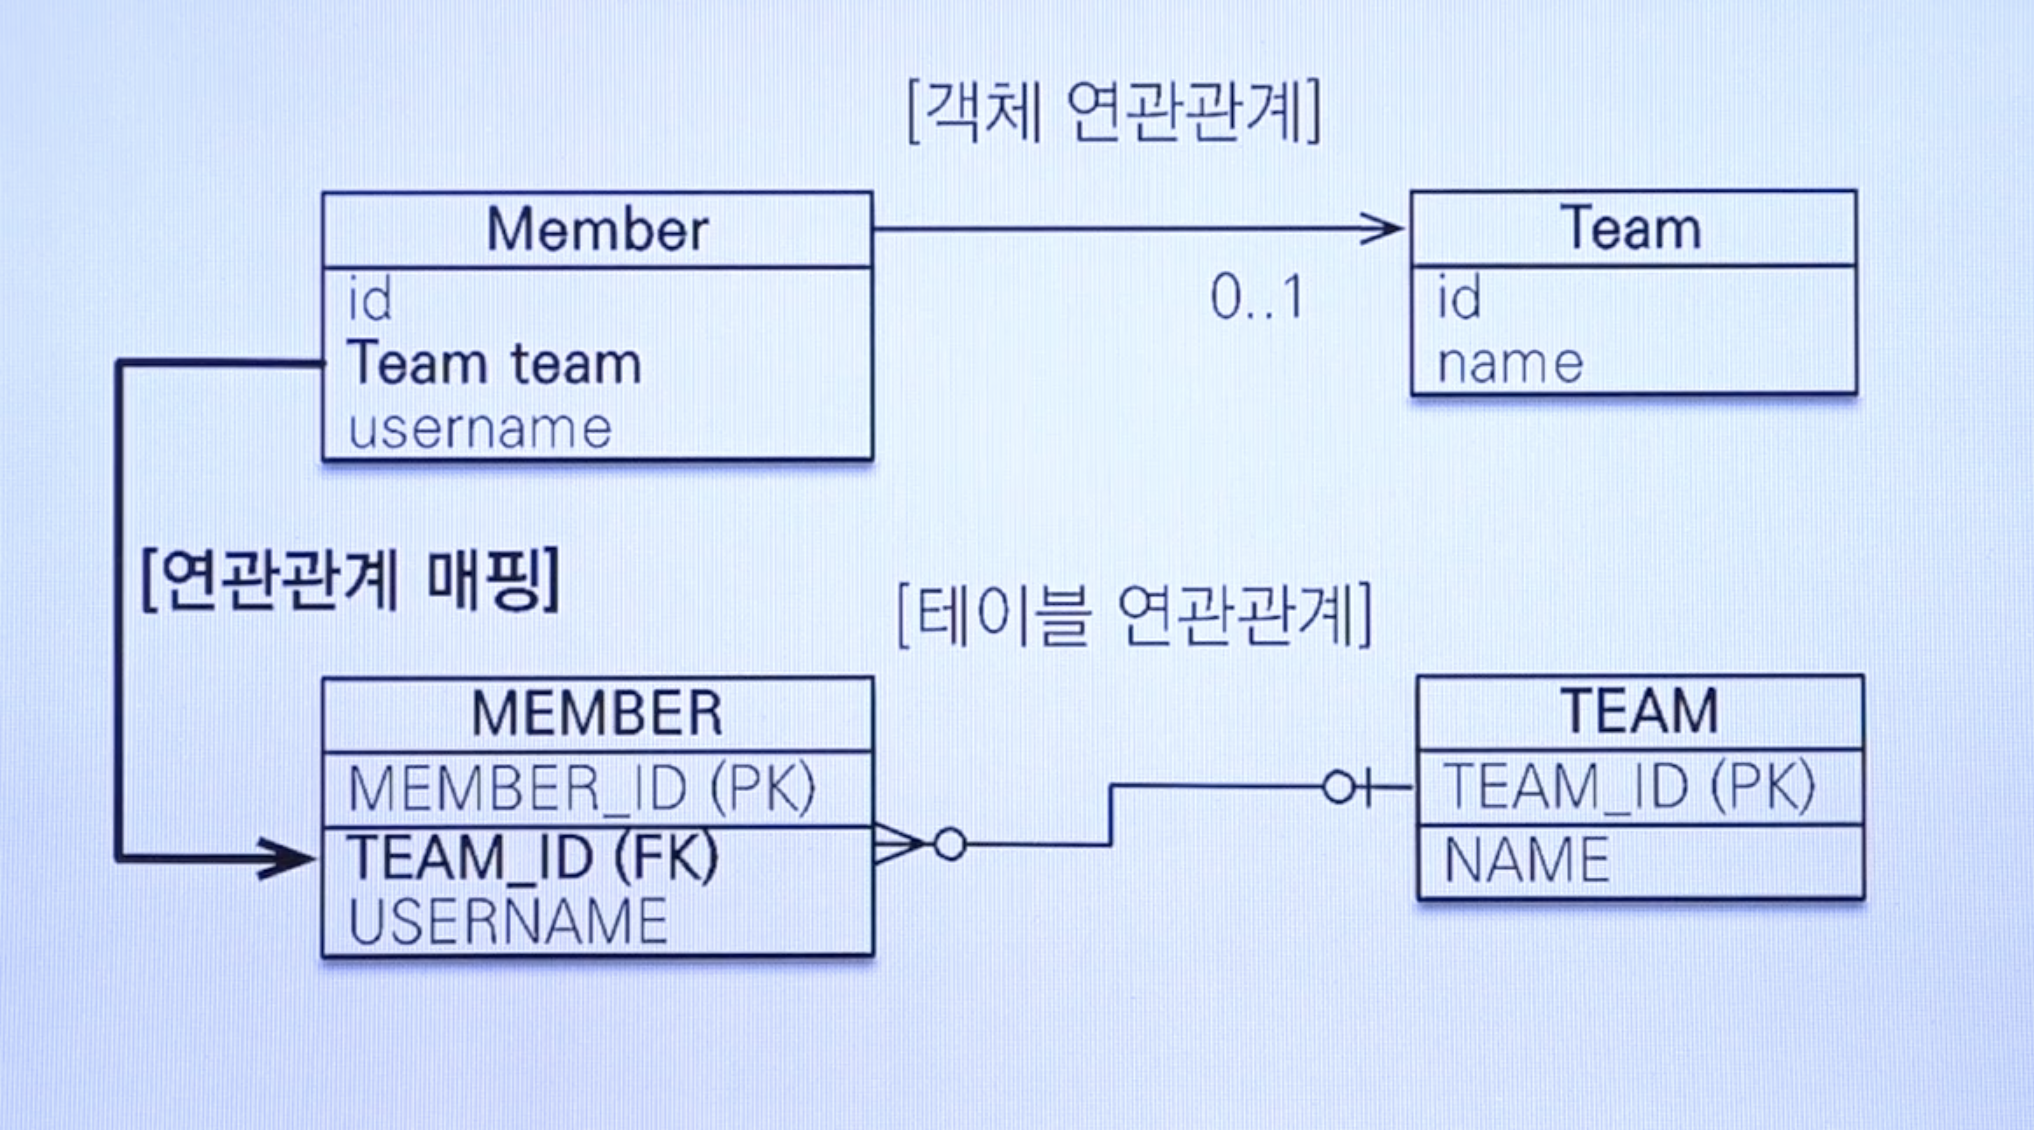 [객체 연관관계]
Member
id
Team team
username
0..1
Team
id
name
[연관관계 매핑]
[테이블 연관관계]
MEMBER
MEMBER_ID (PK)
TEAM_ID (FK)
USERNAME
TEAM
TEAM_ID (PK)
NAME